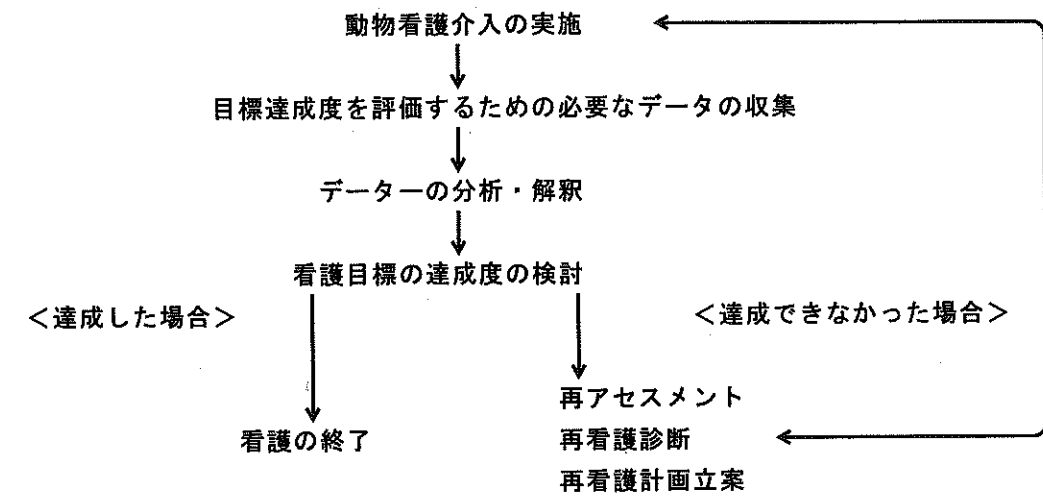 動物看護介入の実施
目標達成度を評価するための必要なデータの収集
データーの分析・解釈
看護目標の達成度の検討
＜達成した場合＞
＜達成できなかった場合＞
再アセスメント
看護の終了
再看護診断
再看護計画立案